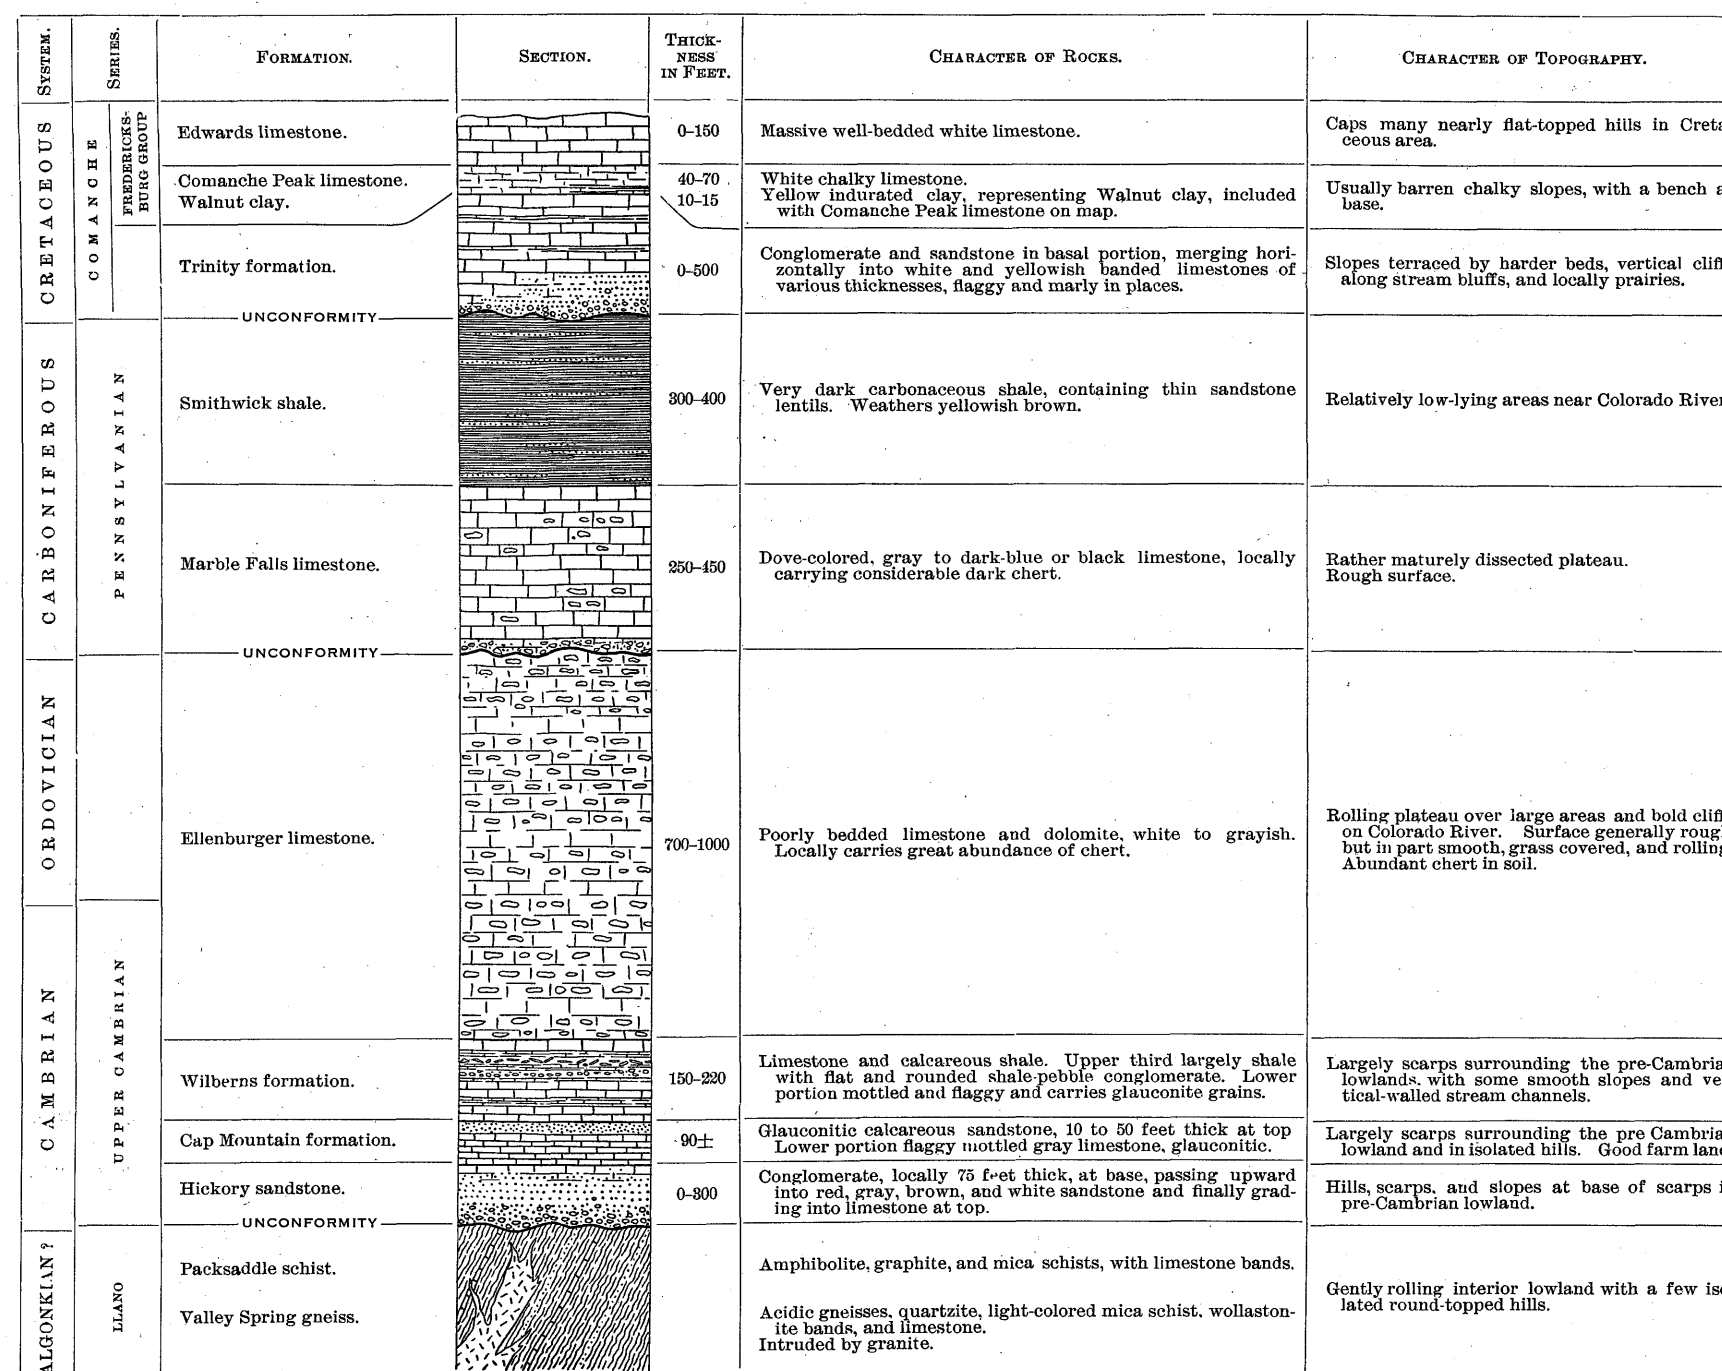 SYSTEM.
SERIES.
FORMATION.
SECTION.
THICK-
NESS
IN FEET.
CHARACTER OF ROCKS.
CHARACTER OF TOPOGRAPHY.
CRETACEOUS
COMANCHE
FREDERICKS-
BURG GROUP
Edwards limestone.
0–150
Massive well-bedded white limestone.
Caps many nearly flat-topped hills in Creta
ceous area.
Comanche Peak limestone.
40–70
White chalky limestone.
Walnut clay.
10–15
Yellow indurated clay, representing Walnut clay, included
with Comanche Peak limestone on map.
Usually barren chalky slopes, with a bench a
base.
Trinity formation.
0–500
Conglomerate and sandstone in basal portion, merging hori-
zontally into white and yellowish banded limestones of
various thicknesses, flaggy and marly in places.
Slopes terraced by harder beds, vertical cliff
along stream bluffs, and locally prairies.
UNCONFORMITY
CARBONIFEROUS
PENNSYLVANIAN
Smithwick shale.
300–400
Very dark carbonaceous shale, containing thin sandstone
lentils. Weathers yellowish brown.
Relatively low-lying areas near Colorado River
Marble Falls limestone.
250–450
Dove-colored, gray to dark-blue or black limestone, locally
carrying considerable dark chert.
Rather maturely dissected plateau.
Rough surface.
UNCONFORMITY
ORDOVICIAN
Ellenburger limestone.
700–1000
Poorly bedded limestone and dolomite, white to grayish.
Locally carries great abundance of chert.
Rolling plateau over large areas and bold cliff
on Colorado River. Surface generally roug
but in part smooth, grass covered, and rolling
Abundant chert in soil.
CAMBRIAN
UPPER CAMBRIAN
Wilberns formation.
150–220
Limestone and calcareous shale. Upper third largely shale
with flat and rounded shale-pebble conglomerate. Lower
portion mottled and flaggy and carries glauconite grains.
Largely scarps surrounding the pre-Cambria
lowlands. with some smooth slopes and ve
tical-walled stream channels.
Cap Mountain formation.
90±
Glauconitic calcareous sandstone, 10 to 50 feet thick at top
Lower portion flaggy mottled gray limestone, glauconitic.
Largely scarps surrounding the pre Cambria
lowland and in isolated hills. Good farm land
Hickory sandstone.
0–300
Conglomerate, locally 75 feet thick, at base, passing upward
into red, gray, brown, and white sandstone and finally grad-
ing into limestone at top.
Hills, scarps, and slopes at base of scarps i
pre-Cambrian lowland.
UNCONFORMITY
ALGONKIAN?
LLANO
Packsaddle schist.
Amphibolite, graphite, and mica schists, with limestone bands.
Valley Spring gneiss.
Acidic gneisses, quartzite, light-colored mica schist, wollaston-
ite bands, and limestone.
Intruded by granite.
Gently rolling interior lowland with a few iso
lated round-topped hills.